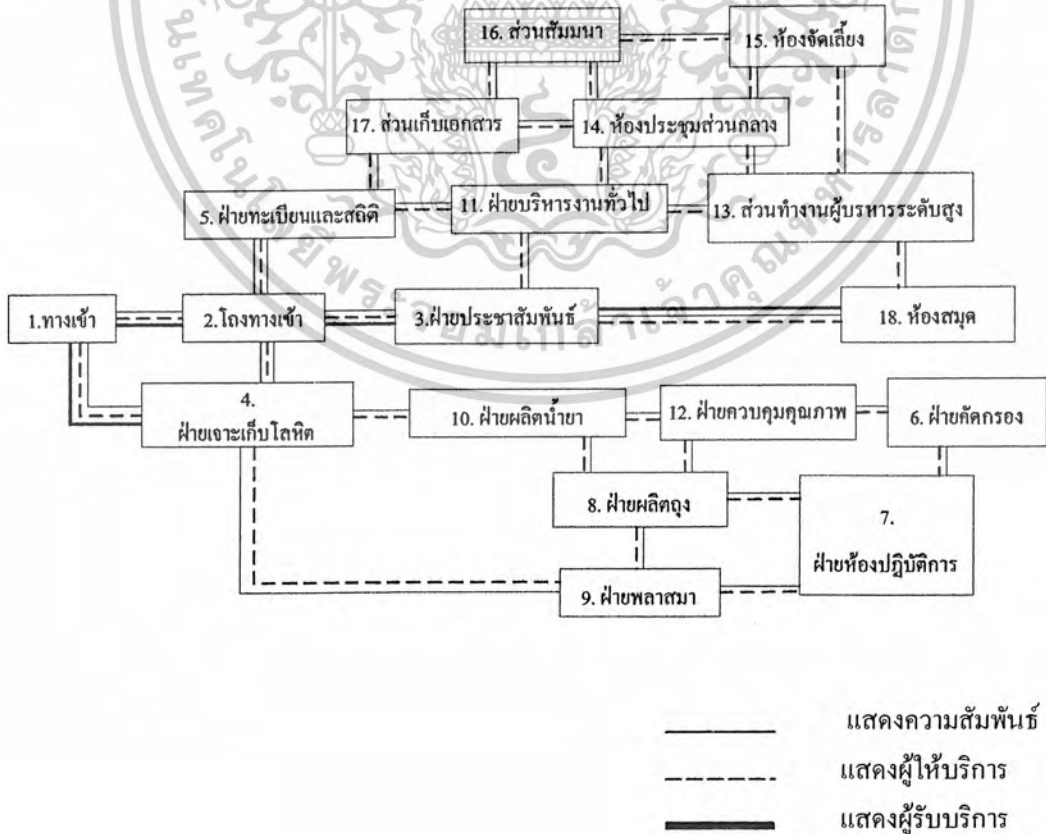 16. ส่วนสัมมนา
15. ห้องจัดเลี้ยง
17. ส่วนเก็บเอกสาร
14. ห้องประชุมส่วนกลาง
5. ฝ่ายทะเบียนและสถิติ
11. ฝ่ายบริหารงานทั่วไป
13. ส่วนทำงานผู้บริหารระดับสูง
1.ทางเข้า
2.โถงทางเข้า
3.ฝ่ายประชาสัมพันธ์
18. ห้องสมุด
4.
ฝ่ายเจาะเก็บโลหิต
10. ฝ่ายผลิตน้ำยา
12. ฝ่ายควบคุมคุณภาพ
6. ฝ่ายคัดกรอง
8. ฝ่ายผลิตถุง
7.
ฝ่ายห้องปฎิบัติการ
9. ฝ่ายพลาสมา
แสดงความสัมพันธ์
แสดงผู้ให้บริการ
แสดงผู้รับบริการ